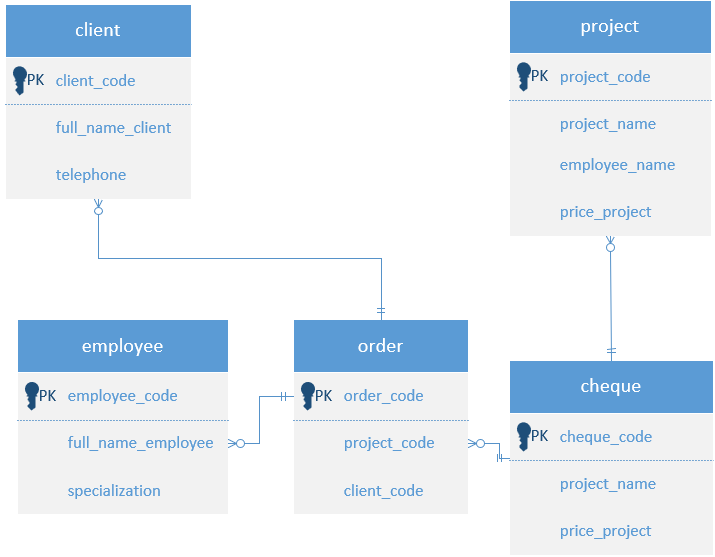 client
PK client_code
full_name_client
telephone
project
PK project_code
project_name
employee_name
price_project
employee
PK employee_code
full_name_employee
specialization
order
PK order_code
project_code
client_code
cheque
PK cheque_code
project_name
price_project